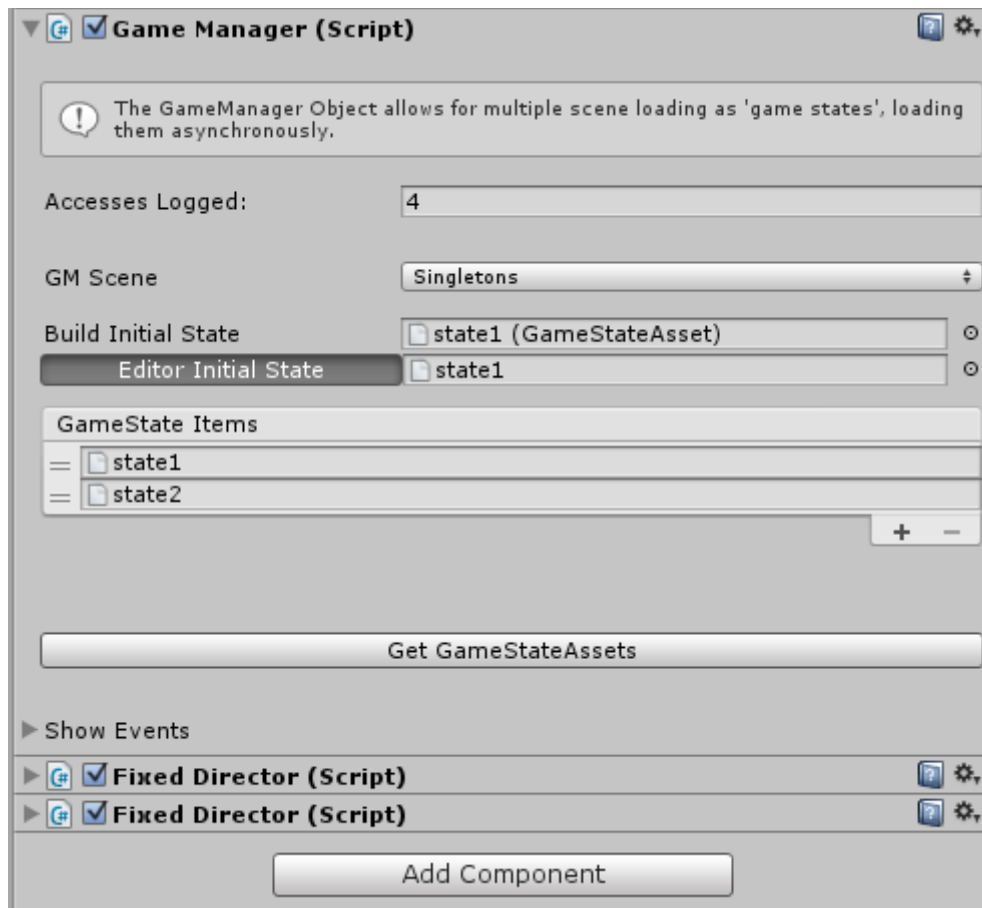 Game Manager (Script)
The GameManager Object allows for multiple scene loading as 'game states', loading
them asynchronously.
Accesses Logged: 4
GM Scene Singletons
Build Initial State state1 (GameStateAsset)
Editor Initial State state1
GameState Items
state1
state2
+ −
Get GameStateAssets
Show Events
Fixed Director (Script)
Fixed Director (Script)
Add Component